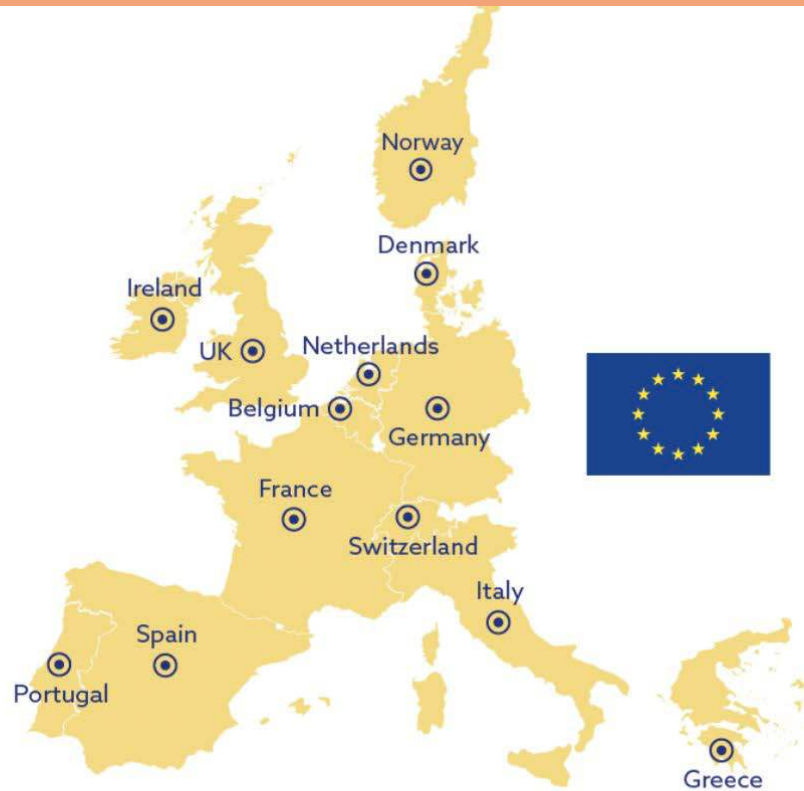 Norway
Denmark
Ireland
UK
Netherlands
Belgium
Germany
France
Switzerland
Italy
Spain
Portugal
Greece